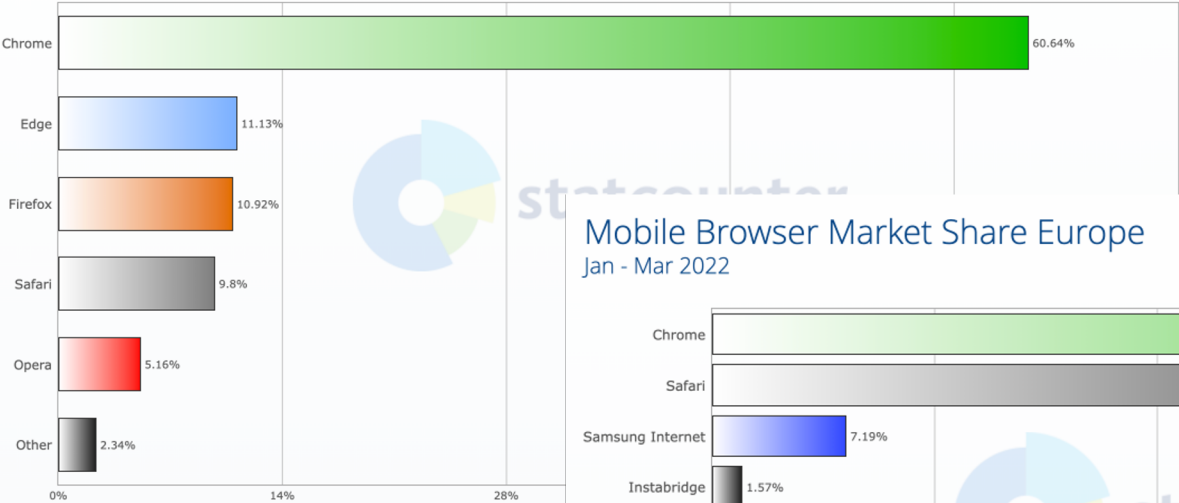 Chrome 60.64%
Edge 11.13%
Firefox 10.92%
Safari 9.8%
Opera 5.16%
Other 2.34%
0% 14% 28%
statcounter
Mobile Browser Market Share Europe
Jan - Mar 2022
Chrome
Safari
Samsung Internet 7.19%
Instabridge 1.57%